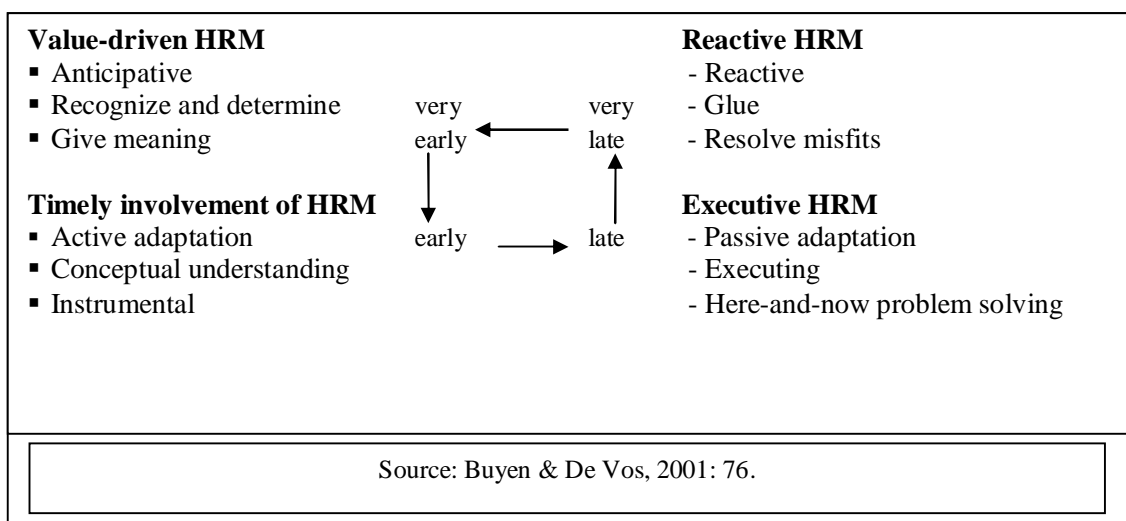 Value-driven HRM
▪ Anticipative
▪ Recognize and determine
▪ Give meaning
very very
early late
Reactive HRM
- Reactive
- Glue
- Resolve misfits
Timely involvement of HRM
▪ Active adaptation
▪ Conceptual understanding
▪ Instrumental
early late
Executive HRM
- Passive adaptation
- Executing
- Here-and-now problem solving
Source: Buyen & De Vos, 2001: 76.